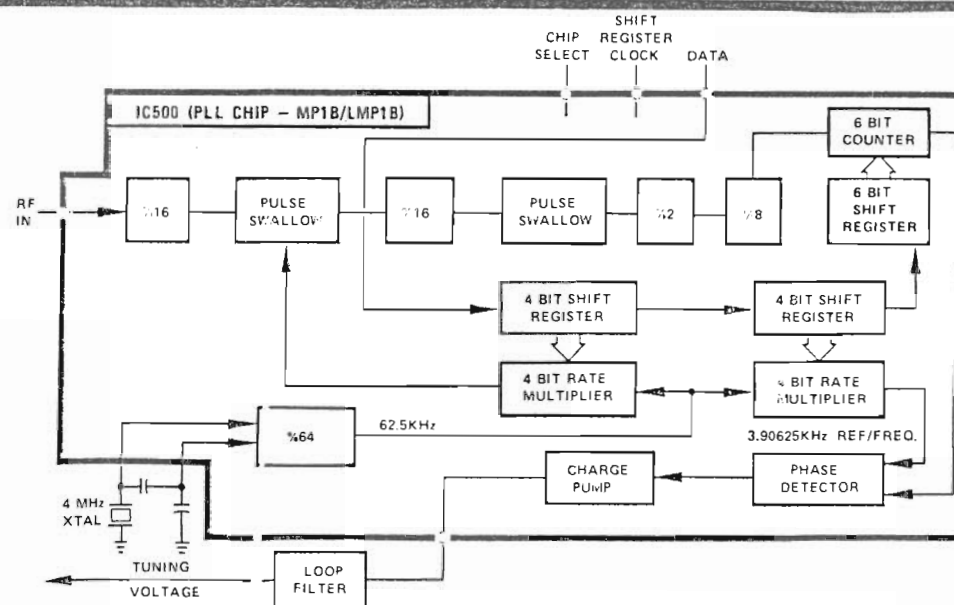 SHIFT
CHIP REGISTER
SELECT CLOCK DATA
IC500 (PLL CHIP – MP1B/LMP1B)
6 BIT
COUNTER
RF
IN
%16
PULSE
SWALLOW
%16
PULSE
SWALLOW
%2
%8
6 BIT
SHIFT
REGISTER
4 BIT SHIFT
REGISTER
4 BIT SHIFT
REGISTER
4 BIT RATE
MULTIPLIER
4 BIT RATE
MULTIPLIER
%64
62.5KHz
3.90625KHz REF/FREQ.
CHARGE
PUMP
PHASE
DETECTOR
4 MHz
XTAL
TUNING
VOLTAGE
LOOP
FILTER